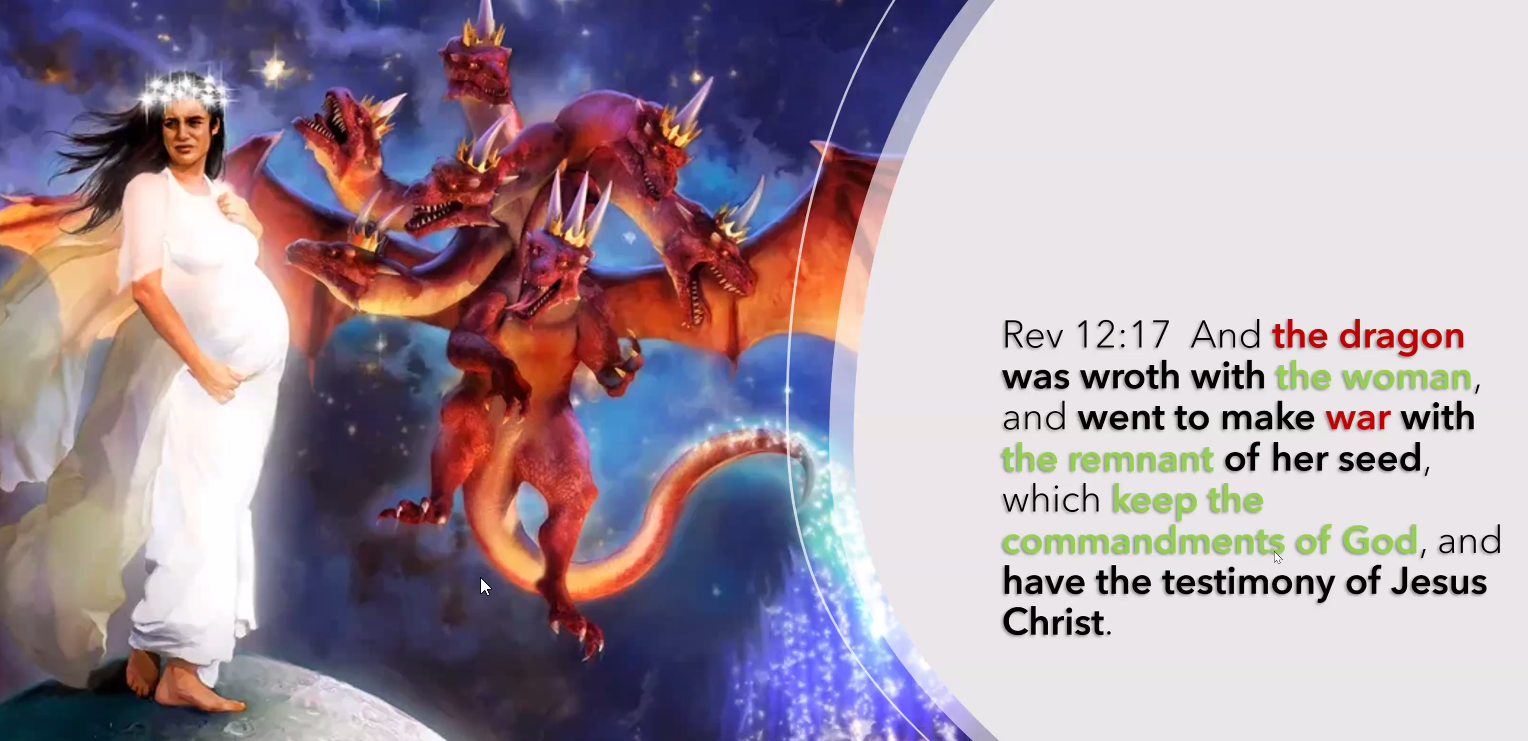 Rev 12:17  And the dragon
was wroth with the woman,
and went to make war with
the remnant of her seed,
which keep the
commandments of God, and
have the testimony of Jesus
Christ.